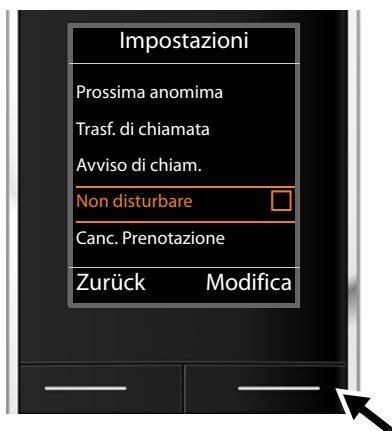 Impostazioni
Prossima anomima
Trasf. di chiamata
Avviso di chiam.
Non disturbare
Canc. Prenotazione
Zurück Modifica